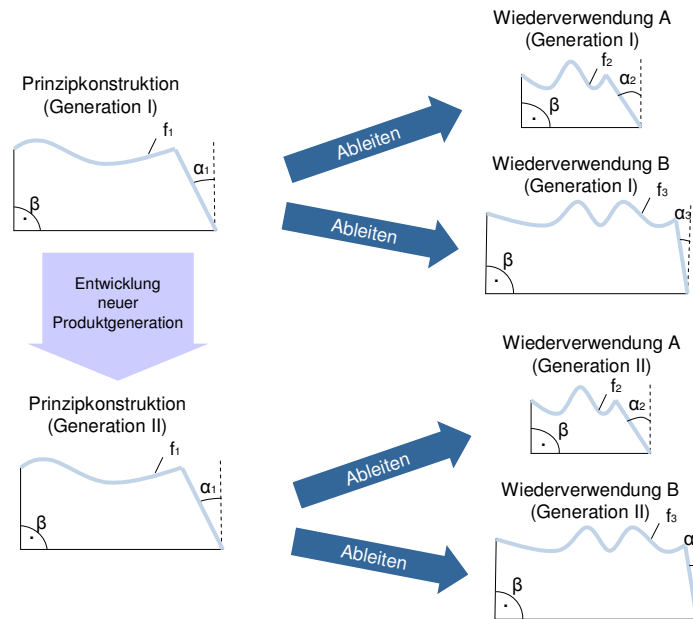 Prinzipkonstruktion
(Generation I)
f1
α1
β
Ableiten
Ableiten
Wiederverwendung A
(Generation I)
f2
α2
β
Wiederverwendung B
(Generation I)
f3
α3
β
Entwicklung
neuer
Produktgeneration
Prinzipkonstruktion
(Generation II)
f1
α1
β
Ableiten
Ableiten
Wiederverwendung A
(Generation II)
f2
α2
β
Wiederverwendung B
(Generation II)
f3
α
β